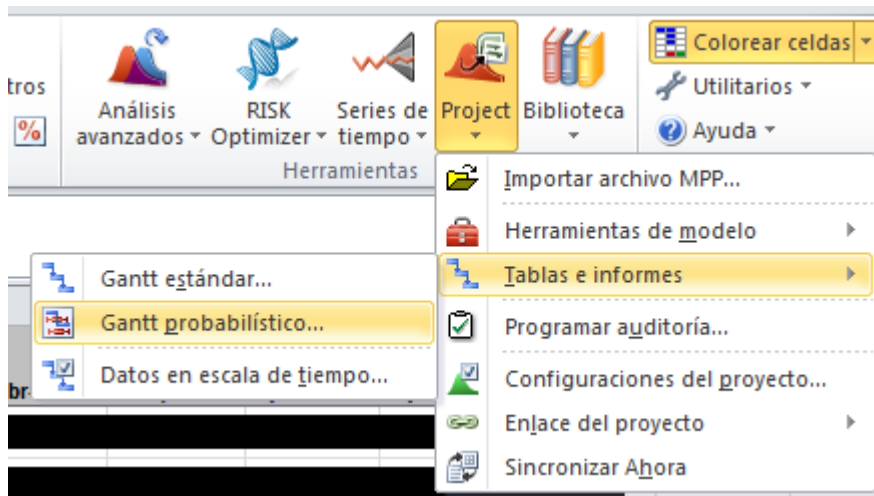 tros
%
Análisis
avanzados
RISK
Optimizer
Series de
tiempo
Project
Biblioteca
Colorear celdas
Utilitarios
Ayuda
Herramientas
Importar archivo MPP...
Herramientas de modelo
Tablas e informes
Programar auditoría...
Configuraciones del proyecto...
Enlace del proyecto
Sincronizar Ahora
Gantt estándar...
Gantt probabilístico...
Datos en escala de tiempo...
br-